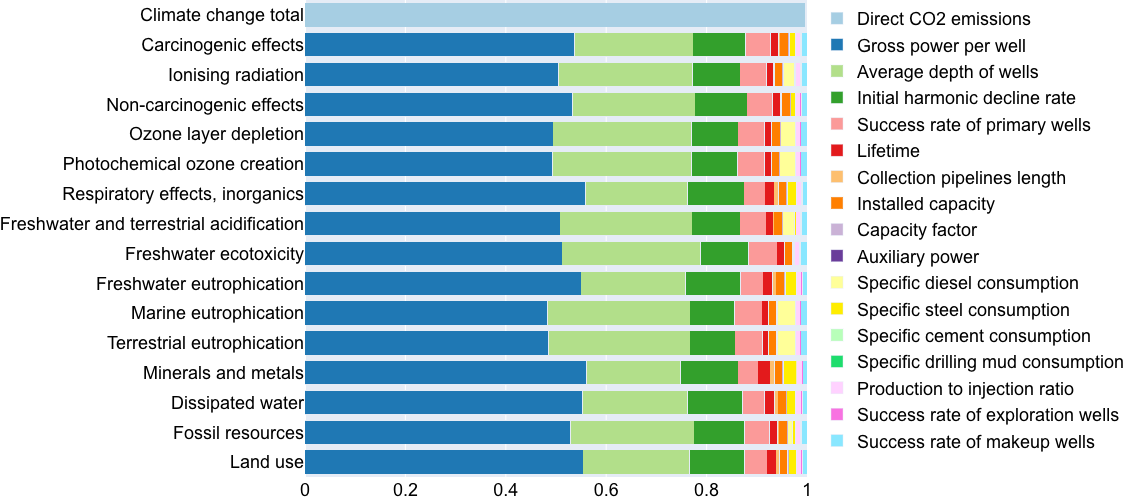 Climate change total
Carcinogenic effects
Ionising radiation
Non-carcinogenic effects
Ozone layer depletion
Photochemical ozone creation
Respiratory effects, inorganics
Freshwater and terrestrial acidification
Freshwater ecotoxicity
Freshwater eutrophication
Marine eutrophication
Terrestrial eutrophication
Minerals and metals
Dissipated water
Fossil resources
Land use
0 0.2 0.4 0.6 0.8 1
Direct CO2 emissions
Gross power per well
Average depth of wells
Initial harmonic decline rate
Success rate of primary wells
Lifetime
Collection pipelines length
Installed capacity
Capacity factor
Auxiliary power
Specific diesel consumption
Specific steel consumption
Specific cement consumption
Specific drilling mud consumption
Production to injection ratio
Success rate of exploration wells
Success rate of makeup wells